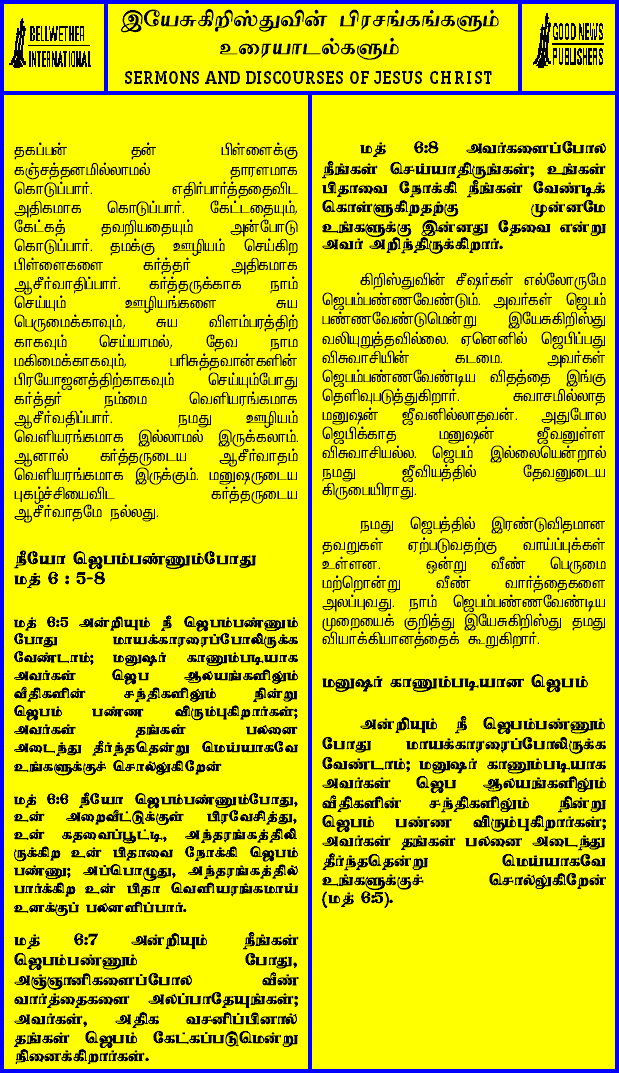 BELLWETHER
INTERNATIONAL
இயேசுகிறிஸ்துவின் பிரசங்கங்களும்
உரையாடல்களும்
SERMONS AND DISCOURSES OF JESUS CHRIST
GOOD NEWS
PUBLISHERS
தகப்பன் தன் பிள்ளைக்கு
கஞ்சத்தனமில்லாமல் தாராளமாக
கொடுப்பார். எதிர்பார்த்ததைவிட
அதிகமாக கொடுப்பார். கேட்டதையும்,
கேட்கத் தவறியதையும் அன்போடு
கொடுப்பார். தமக்கு ஊழியம் செய்கிற
பிள்ளைகளை கர்த்தர் அதிகமாக
ஆசீர்வாதிப்பார். கர்த்தருக்காக நாம்
செய்யும் ஊழியங்களை சுய
பெருமைக்காவும், சுய விளம்பரத்திற்
காகவும் செய்யாமல், தேவ நாம
மகிமைக்காகவும், பரிசுத்தவான்களின்
பிரயோஜனத்திற்காகவும் செய்யும்போது
கர்த்தர் நம்மை வெளியரங்கமாக
ஆசீர்வதிப்பார். நமது ஊழியம்
வெளியரங்கமாக இல்லாமல் இருக்கலாம்.
ஆனால் கர்த்தருடைய ஆசீர்வாதம்
வெளியரங்கமாக இருக்கும். மனுஷருடைய
புகழ்ச்சியைவிட கர்த்தருடைய
ஆசீர்வாதமே நல்லது.
நீயோ ஜெபம்பண்ணும்போது
மத் 6 : 5-8
மத் 6:5 அன்றியும் நீ ஜெபம்பண்ணும்
போது மாயக்காரரைப்போலிருக்க
வேண்டாம்; மனுஷர் காணும்படியாக
அவர்கள் ஜெப ஆலயங்களிலும்
வீதிகளின் சந்திகளிலும் நின்று
ஜெபம் பண்ண விரும்புகிறார்கள்;
அவர்கள் தங்கள் பலனை
அடைந்து தீர்ந்ததென்று மெய்யாகவே
உங்களுக்குச் சொல்லுகிறேன்
மத் 6:6 நீயோ ஜெபம்பண்ணும்போது,
உன் அறைவீட்டுக்குள் பிரவேசித்து,
உன் கதவைப்பூட்டி, அந்தரங்கத்திலி
ருக்கிற உன் பிதாவை நோக்கி ஜெபம்
பண்ணு; அப்பொழுது, அந்தரங்கத்தில்
பார்க்கிற உன் பிதா வெளியரங்கமாய்
உனக்குப் பலனளிப்பார்.
மத் 6:7 அன்றியும் நீங்கள்
ஜெபம்பண்ணும் போது,
அஞ்ஞானிகளைப்போல வீண்
வார்த்தைகளை அலப்பாதேயுங்கள்;
அவர்கள், அதிக வசனிப்பினால்
தங்கள் ஜெபம் கேட்கப்படுமென்று
நினைக்கிறார்கள்.
மத் 6:8 அவர்களைப்போல
நீங்கள் செய்யாதிருங்கள்; உங்கள்
பிதாவை நோக்கி நீங்கள் வேண்டிக்
கொள்ளுகிறதற்கு முன்னமே
உங்களுக்கு இன்னது தேவை என்று
அவர் அறிந்திருக்கிறார்.
கிறிஸ்துவின் சீஷர்கள் எல்லோருமே
ஜெபம்பண்ணவேண்டும். அவர்கள் ஜெபம்
பண்ணவேண்டுமென்று இயேசுகிறிஸ்து
வலியுறுத்தவில்லை. ஏனெனில் ஜெபிப்பது
விசுவாசியின் கடமை. அவர்கள்
ஜெபம்பண்ணவேண்டிய விதத்தை இங்கு
தெளிவுபடுத்துகிறார். சுவாசமில்லாத
மனுஷன் ஜீவனில்லாதவன். அதுபோல
ஜெபிக்காத மனுஷன் ஜீவனுள்ள
விசுவாசியல்ல. ஜெபம் இல்லையென்றால்
நமது ஜீவியத்தில் தேவனுடைய
கிருபையிராது.
நமது ஜெபத்தில் இரண்டுவிதமான
தவறுகள் ஏற்படுவதற்கு வாய்ப்புக்கள்
உள்ளன. ஒன்று வீண் பெருமை
மற்றொன்று வீண் வார்த்தைகளை
அலப்புவது. நாம் ஜெபம்பண்ணவேண்டிய
முறையைக் குறித்து இயேசுகிறிஸ்து தமது
வியாக்கியானத்தைக் கூறுகிறார்.
மனுஷர் காணும்படியான ஜெபம்
அன்றியும் நீ ஜெபம்பண்ணும்
போது மாயக்காரரைப்போலிருக்க
வேண்டாம்; மனுஷர் காணும்படியாக
அவர்கள் ஜெப ஆலயங்களிலும்
வீதிகளின் சந்திகளிலும் நின்று
ஜெபம் பண்ண விரும்புகிறார்கள்;
அவர்கள் தங்கள் பலனை அடைந்து
தீர்ந்ததென்று மெய்யாகவே
உங்களுக்குச் சொல்லுகிறேன்
(மத் 6:5).